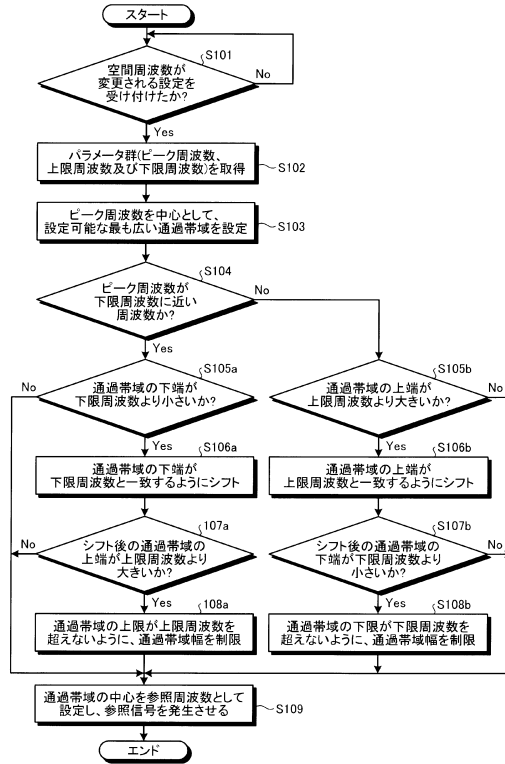 スタート
S101
空間周波数が
変更される設定を
受け付けたか?
No
Yes
パラメータ群(ピーク周波数、
上限周波数及び下限周波数)を取得
S102
ピーク周波数を中心として、
設定可能な最も広い通過帯域を設定
S103
S104
ピーク周波数が
下限周波数に近い
周波数か?
No
Yes
S105a
通過帯域の下端が
下限周波数より小さいか?
No
Yes
S105b
通過帯域の上端が
上限周波数より大きいか?
No
Yes
S106a
通過帯域の下端が
下限周波数と一致するようにシフト
S106b
通過帯域の上端が
上限周波数と一致するようにシフト
107a
シフト後の通過帯域の
上端が上限周波数より
大きいか?
No
Yes
S107b
シフト後の通過帯域の
下端が下限周波数より
小さいか?
No
Yes
108a
通過帯域の上限が上限周波数を
超えないように、通過帯域幅を制限
S108b
通過帯域の下限が下限周波数を
超えないように、通過帯域幅を制限
通過帯域の中心を参照周波数として
設定し、参照信号を発生させる
S109
エンド